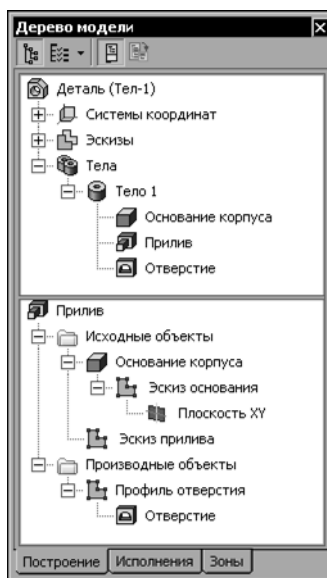 Дерево модели
Деталь (Тел-1)
Системы координат
Эскизы
Тела
Тело 1
Основание корпуса
Прилив
Отверстие
Прилив
Исходные объекты
Основание корпуса
Эскиз основания
Плоскость XY
Эскиз прилива
Производные объекты
Профиль отверстия
Отверстие
Построение Исполнения Зоны